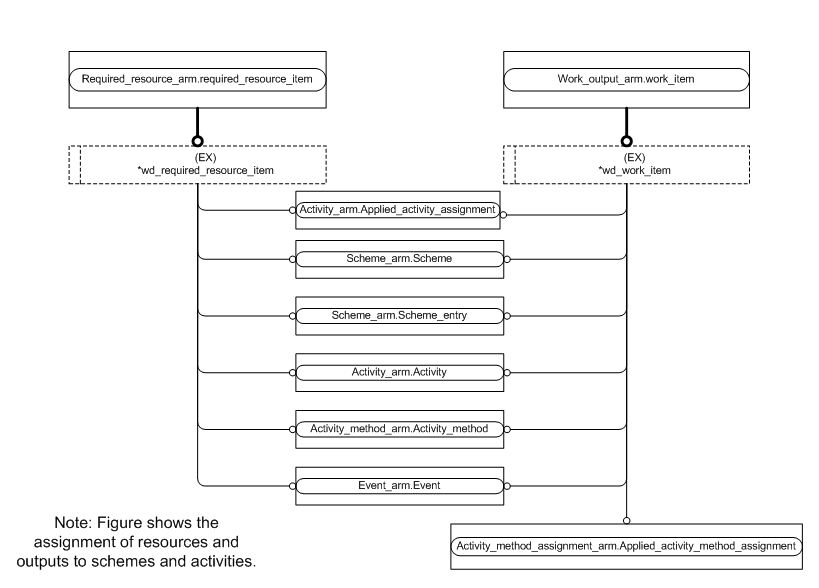 Required_resource_arm.required_resource_item
Work_output_arm.work_item
(EX)
*wd_required_resource_item
(EX)
*wd_work_item
Activity_arm.Applied_activity_assignment
Scheme_arm.Scheme
Scheme_arm.Scheme_entry
Activity_arm.Activity
Activity_method_arm.Activity_method
Event_arm.Event
Note: Figure shows the
assignment of resources and
outputs to schemes and activities.
Activity_method_assignment_arm.Applied_activity_method_assignment